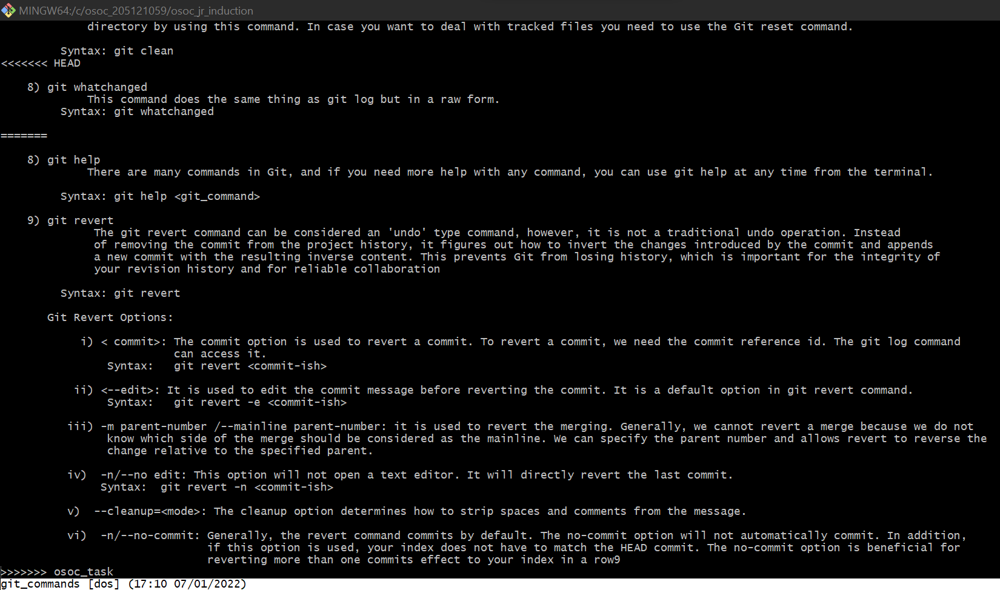 MINGW64:/c/osoc_205121059/osoc_jr_induction
directory by using this command. In case you want to deal with tracked files you need to use the Git reset command.
Syntax: git clean
<<<<<<< HEAD
8) git whatchanged
This command does the same thing as git log but in a raw form.
Syntax: git whatchanged
=======
8) git help
There are many commands in Git, and if you need more help with any command, you can use git help at any time from the terminal.
Syntax: git help <git_command>
9) git revert
The git revert command can be considered an 'undo' type command, however, it is not a traditional undo operation. Instead
of removing the commit from the project history, it figures out how to invert the changes introduced by the commit and appends
a new commit with the resulting inverse content. This prevents Git from losing history, which is important for the integrity of
your revision history and for reliable collaboration
Syntax: git revert
Git Revert Options:
i) < commit>: The commit option is used to revert a commit. To revert a commit, we need the commit reference id. The git log command
can access it.
Syntax:   git revert <commit-ish>
ii) <--edit>: It is used to edit the commit message before reverting the commit. It is a default option in git revert command.
Syntax:   git revert -e <commit-ish>
iii) -m parent-number /--mainline parent-number: it is used to revert the merging. Generally, we cannot revert a merge because we do not
know which side of the merge should be considered as the mainline. We can specify the parent number and allows revert to reverse the
change relative to the specified parent.
iv)  -n/--no edit: This option will not open a text editor. It will directly revert the last commit.
Syntax:  git revert -n <commit-ish>
v)  --cleanup=<mode>: The cleanup option determines how to strip spaces and comments from the message.
vi)  -n/--no-commit: Generally, the revert command commits by default. The no-commit option will not automatically commit. In addition,
if this option is used, your index does not have to match the HEAD commit. The no-commit option is beneficial for
reverting more than one commits effect to your index in a row9
>>>>>>> osoc_task
git_commands [dos] (17:10 07/01/2022)